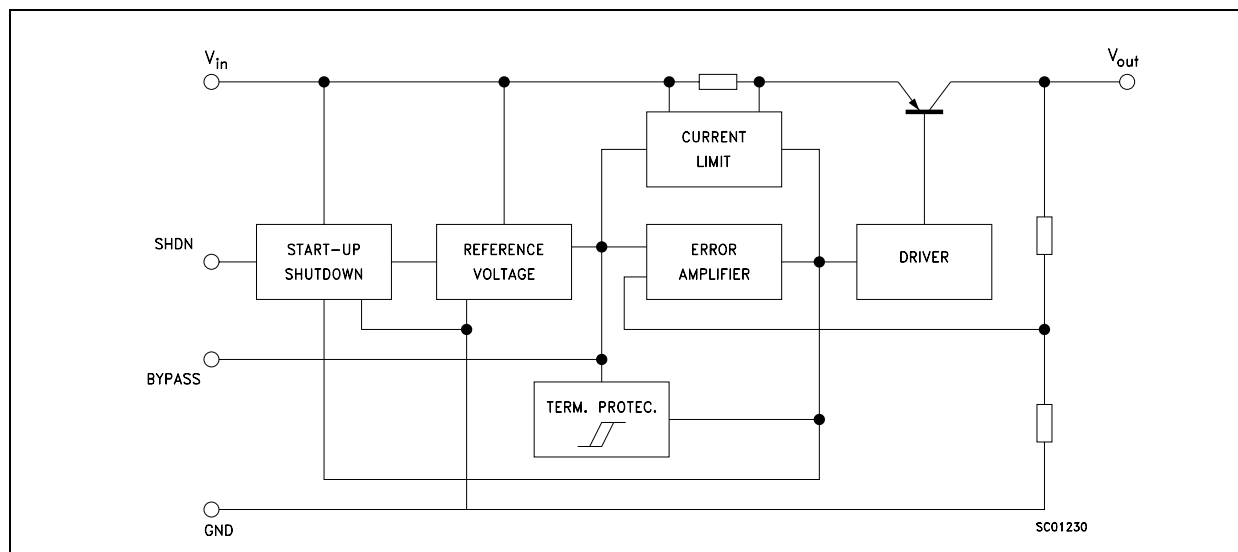 Vin
Vout
CURRENT
LIMIT
SHDN
START-UP
SHUTDOWN
REFERENCE
VOLTAGE
ERROR
AMPLIFIER
DRIVER
BYPASS
TERM. PROTEC.
GND
SC01230